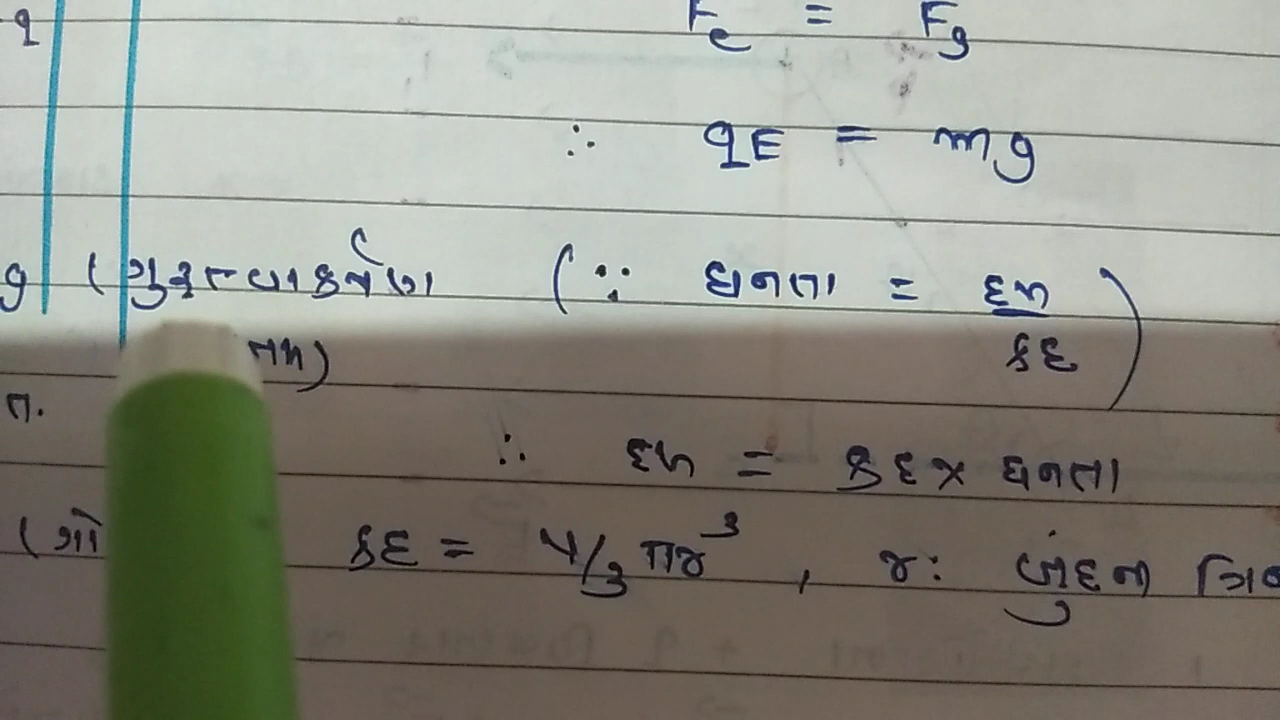 q Fe = Fg
∴ qE = mg
g (ગુરુત્વાકર્ષણ (∵ ઘનતા = દળ / કદ)
ત.
∴ દળ = કદ x ઘનતા
(ગો કદ = 4/3 πr³, r: બુંદની